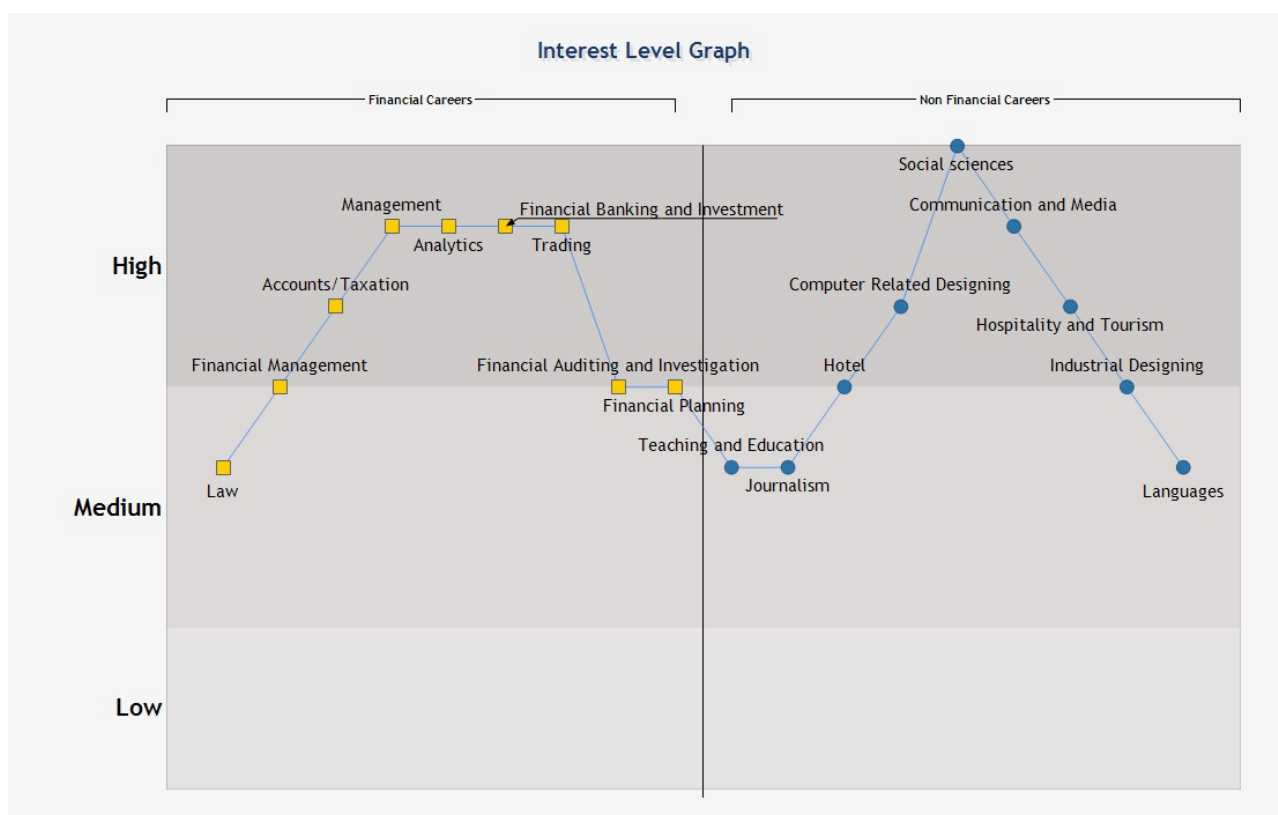 Interest Level Graph
Financial Careers
Non Financial Careers
Social sciences
Management
Financial Banking and Investment
Communication and Media
Analytics
Trading
High
Accounts/Taxation
Computer Related Designing
Hospitality and Tourism
Financial Management
Financial Auditing and Investigation
Hotel
Industrial Designing
Financial Planning
Teaching and Education
Journalism
Law
Languages
Medium
Low